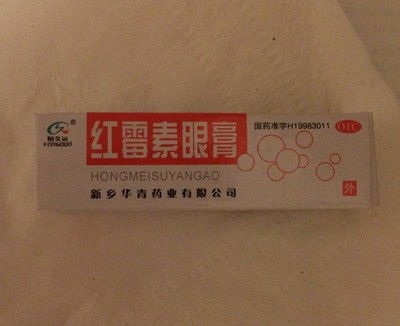 红霉素眼膏
HONGMEISUYANGAO
新乡华青药业有限公司
国药准字H19983011
OTC
外
FONGOOD